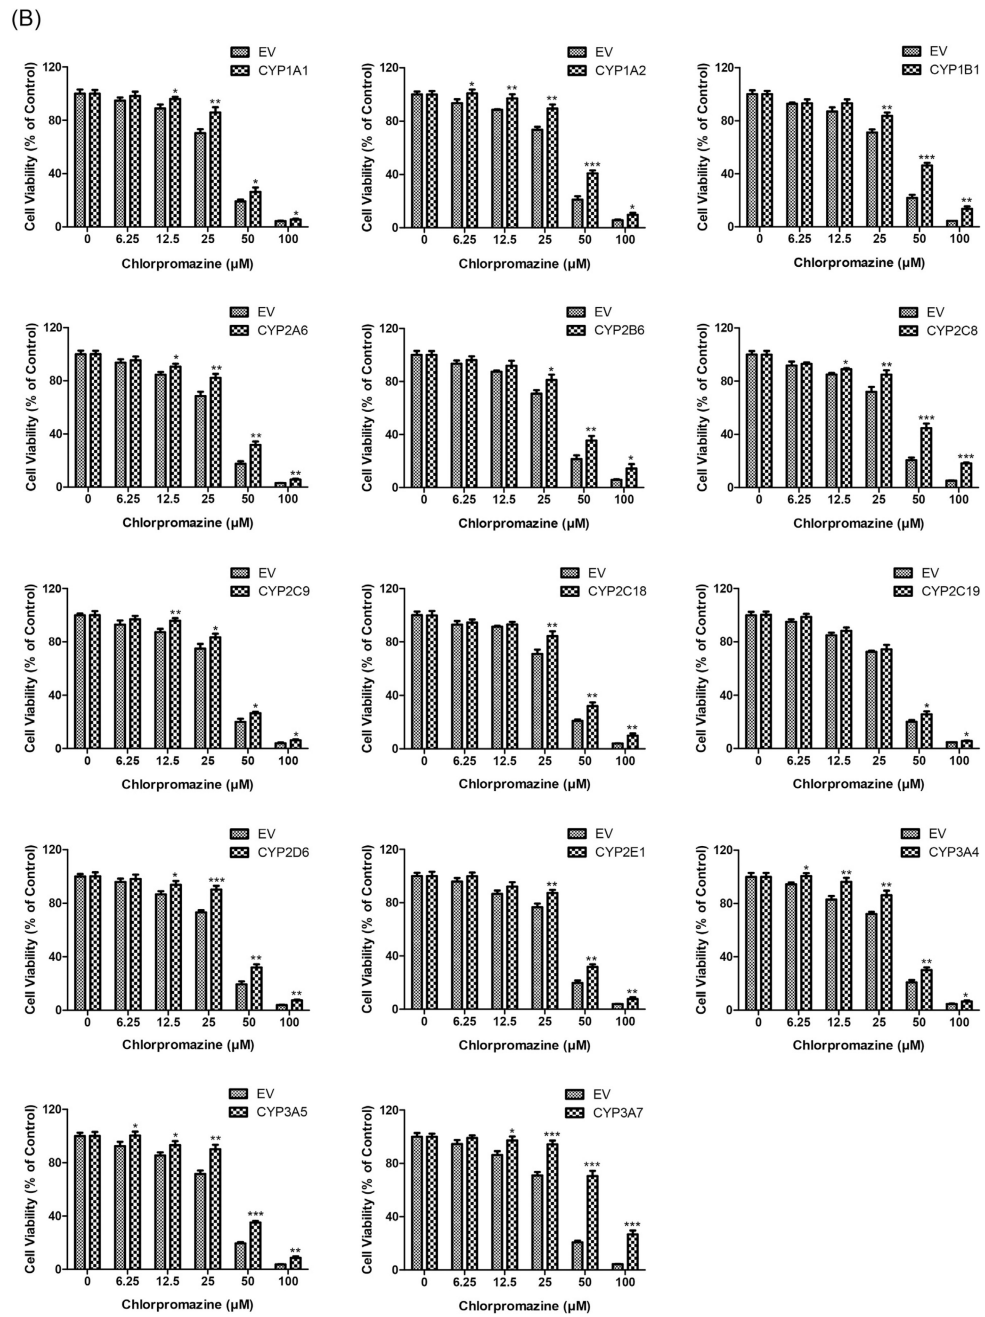 (B)
EV
CYP1A1
Cell Viability (% of Control)
120
80
40
0
* ** * *
0 6.25 12.5 25 50 100
Chlorpromazine (μM)
EV
CYP1A2
Cell Viability (% of Control)
120
80
40
0
* ** ** *** *
0 6.25 12.5 25 50 100
Chlorpromazine (μM)
EV
CYP1B1
Cell Viability (% of Control)
120
80
40
0
** *** **
0 6.25 12.5 25 50 100
Chlorpromazine (μM)
EV
CYP2A6
Cell Viability (% of Control)
120
80
40
0
* ** ** **
0 6.25 12.5 25 50 100
Chlorpromazine (μM)
EV
CYP2B6
Cell Viability (% of Control)
120
80
40
0
* ** *
0 6.25 12.5 25 50 100
Chlorpromazine (μM)
EV
CYP2C8
Cell Viability (% of Control)
120
80
40
0
* ** *** ***
0 6.25 12.5 25 50 100
Chlorpromazine (μM)
EV
CYP2C9
Cell Viability (% of Control)
120
80
40
0
** * * *
0 6.25 12.5 25 50 100
Chlorpromazine (μM)
EV
CYP2C18
Cell Viability (% of Control)
120
80
40
0
** ** **
0 6.25 12.5 25 50 100
Chlorpromazine (μM)
EV
CYP2C19
Cell Viability (% of Control)
120
80
40
0
* *
0 6.25 12.5 25 50 100
Chlorpromazine (μM)
EV
CYP2D6
Cell Viability (% of Control)
120
80
40
0
* *** ** **
0 6.25 12.5 25 50 100
Chlorpromazine (μM)
EV
CYP2E1
Cell Viability (% of Control)
120
80
40
0
** ** **
0 6.25 12.5 25 50 100
Chlorpromazine (μM)
EV
CYP3A4
Cell Viability (% of Control)
120
80
40
0
* ** ** ** *
0 6.25 12.5 25 50 100
Chlorpromazine (μM)
EV
CYP3A5
Cell Viability (% of Control)
120
80
40
0
* * ** *** **
0 6.25 12.5 25 50 100
Chlorpromazine (μM)
EV
CYP3A7
Cell Viability (% of Control)
120
80
40
0
* *** *** ***
0 6.25 12.5 25 50 100
Chlorpromazine (μM)